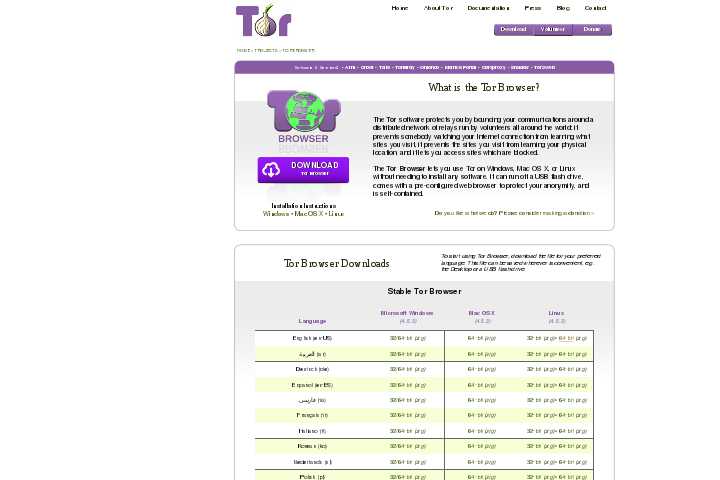 Tor
Home About Tor Documentation Press Blog Contact
Download Volunteer Donate
HOME » PROJECTS » TORBROWSER
Software & Services: • Arm • Orbot • Tails • TorBirdy • Onionoo • Metrics Portal • Obfsproxy • Shadow • Tor2Web
What is the Tor Browser?
Tor
BROWSER
DOWNLOAD
Tor Browser
Installation Instructions
Windows • Mac OS X • Linux
The Tor software protects you by bouncing your communications around a
distributed network of relays run by volunteers all around the world: it
prevents somebody watching your Internet connection from learning what
sites you visit, it prevents the sites you visit from learning your physical
location, and it lets you access sites which are blocked.
The Tor Browser lets you use Tor on Windows, Mac OS X, or Linux
without needing to install any software. It can run off a USB flash drive,
comes with a pre-configured web browser to protect your anonymity, and
is self-contained.
Do you like what we do? Please consider making a donation »
Tor Browser Downloads
To start using Tor Browser, download the file for your preferred
language. This file can be saved wherever is convenient, e.g.
the Desktop or a USB flash drive.
Stable Tor Browser
Language Microsoft Windows Mac OS X Linux
(4.5.3) (4.5.3) (4.5.3)
English (en-US) 32/64-bit (sig) 64-bit (sig) 32-bit (sig) • 64-bit (sig)
العربية (ar) 32/64-bit (sig) 64-bit (sig) 32-bit (sig) • 64-bit (sig)
Deutsch (de) 32/64-bit (sig) 64-bit (sig) 32-bit (sig) • 64-bit (sig)
Español (es-ES) 32/64-bit (sig) 64-bit (sig) 32-bit (sig) • 64-bit (sig)
فارسی (fa) 32/64-bit (sig) 64-bit (sig) 32-bit (sig) • 64-bit (sig)
Français (fr) 32/64-bit (sig) 64-bit (sig) 32-bit (sig) • 64-bit (sig)
Italiano (it) 32/64-bit (sig) 64-bit (sig) 32-bit (sig) • 64-bit (sig)
Korean (ko) 32/64-bit (sig) 64-bit (sig) 32-bit (sig) • 64-bit (sig)
Nederlands (nl) 32/64-bit (sig) 64-bit (sig) 32-bit (sig) • 64-bit (sig)
Polish (pl) 32/64-bit (sig) 64-bit (sig) 32-bit (sig) • 64-bit (sig)